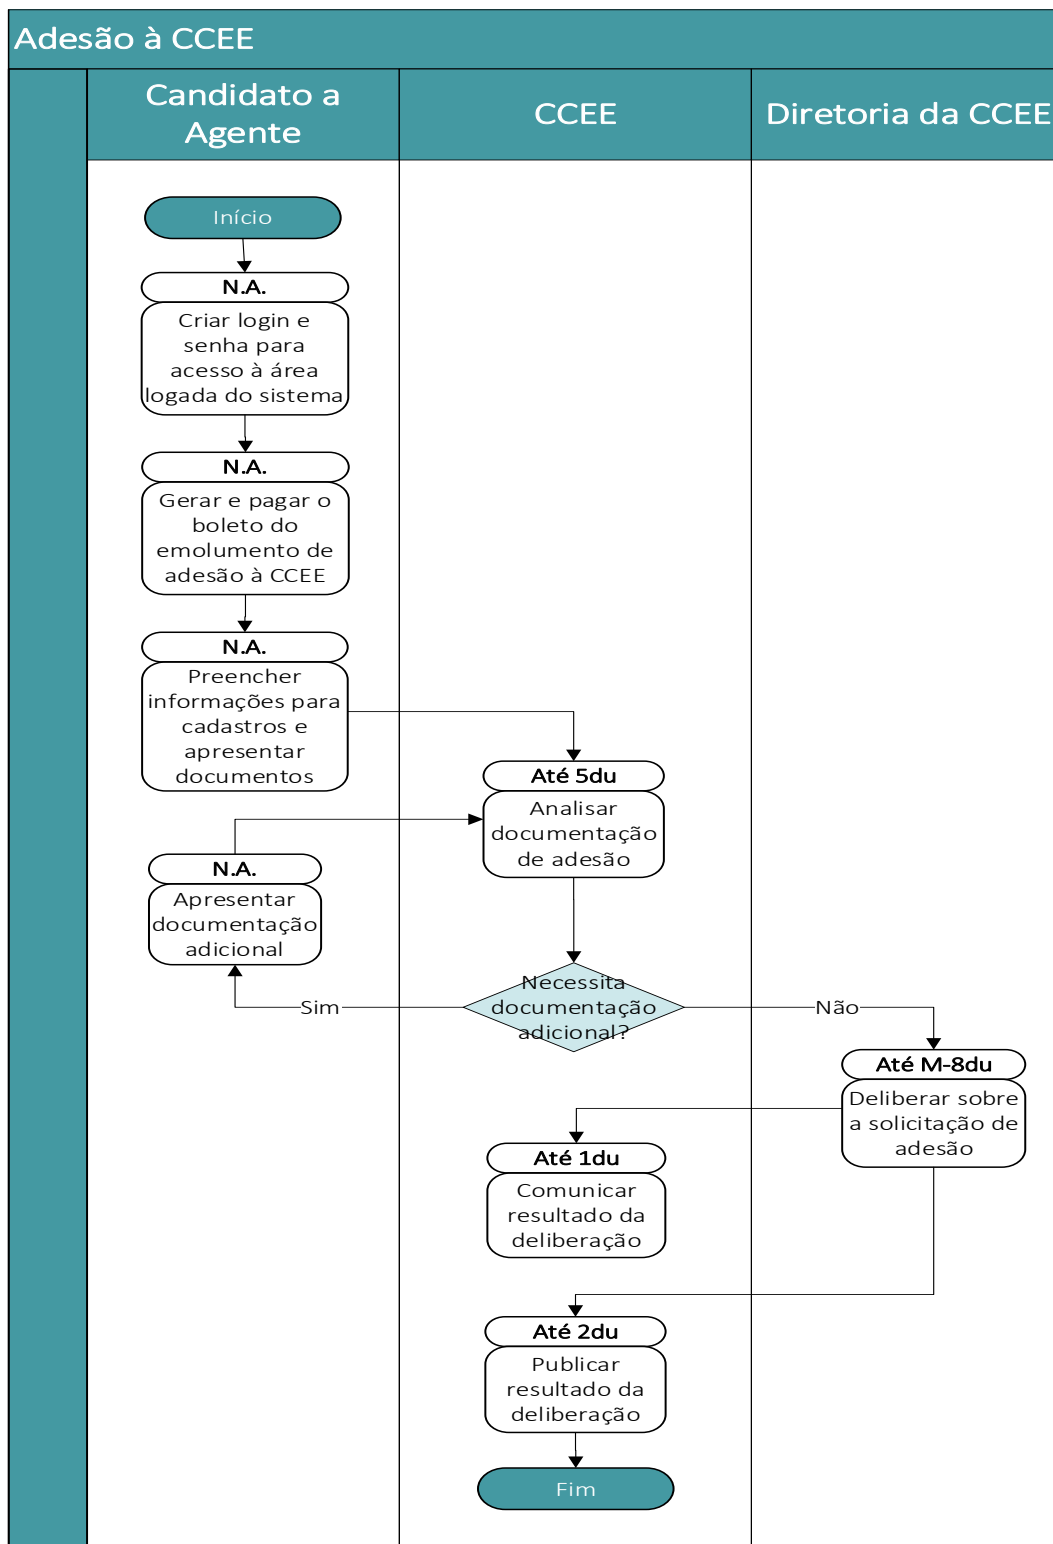 Adesão à CCEE
Candidato a
Agente
CCEE
Diretoria da CCEE
Início
N.A.
Criar login e
senha para
acesso à área
logada do sistema
N.A.
Gerar e pagar o
boleto do
emolumento de
adesão à CCEE
N.A.
Preencher
informações para
cadastros e
apresentar
documentos
Até 5du
Analisar
documentação
de adesão
N.A.
Apresentar
documentação
adicional
Necessita
documentação
adicional?
Sim
Não
Até M-8du
Deliberar sobre
a solicitação de
adesão
Até 1du
Comunicar
resultado da
deliberação
Até 2du
Publicar
resultado da
deliberação
Fim